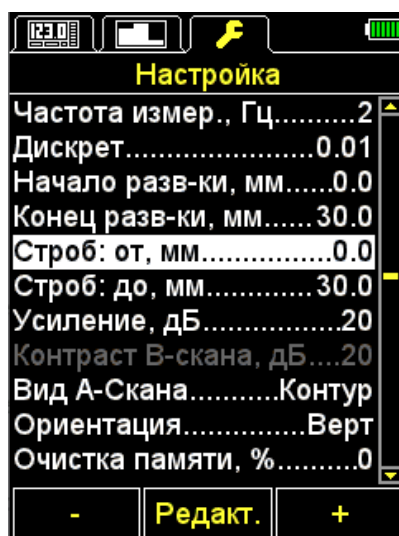 123.0
Настройка
Частота измер., Гц..........2
Дискрет....................0.01
Начало разв-ки, мм......0.0
Конец разв-ки, мм......30.0
Строб: от, мм................0.0
Строб: до, мм..............30.0
Усиление, дБ................20
Контраст В-скана, дБ....20
Вид А-Скана...........Контур
Ориентация...............Верт
Очистка памяти, %..........0
- Редакт. +